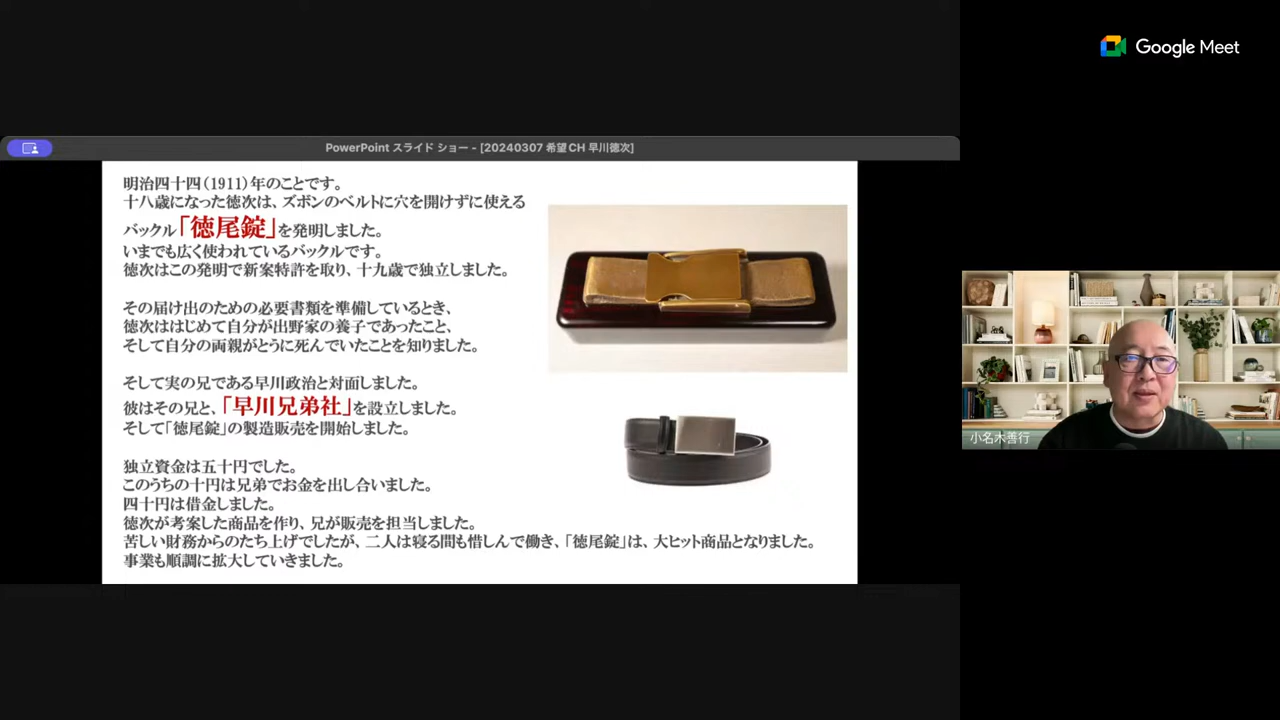 Google Meet
PowerPoint スライド ショー - [20240307 希望CH 早川徳次]
明治四十四(1911)年のことです。
十八歳になった徳次は、ズボンのベルトに穴を開けずに使える
バックル「徳尾錠」を発明しました。
いまでも広く使われているバックルです。
徳次はこの発明で新案特許を取り、十九歳で独立しました。
その届け出のための必要書類を準備しているとき、
徳次ははじめて自分が出野家の養子であったこと、
そして自分の両親がとうに死んでいたことを知りました。
そして実の兄である早川政治と対面しました。
彼はその兄と、「早川兄弟社」を設立しました。
そして「徳尾錠」の製造販売を開始しました。
独立資金は五十円でした。
このうちの十円は兄弟でお金を出し合いました。
四十円は借金しました。
徳次が考案した商品を作り、兄が販売を担当しました。
苦しい財務からのたち上げでしたが、二人は寝る間も惜しんで働き、「徳尾錠」は、大ヒット商品となりました。
事業も順調に拡大していきました。
小名木善行